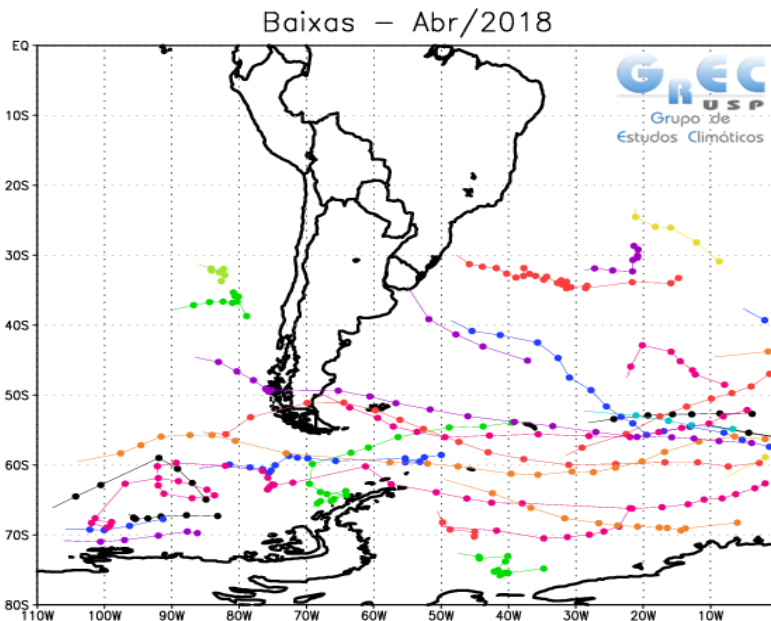 Baixas – Abr/2018
EQ
10S
20S
30S
40S
50S
60S
70S
80S
GrEC
USP
Grupo de
Estudos Climáticos
110W 100W 90W 80W 70W 60W 50W 40W 30W 20W 10W